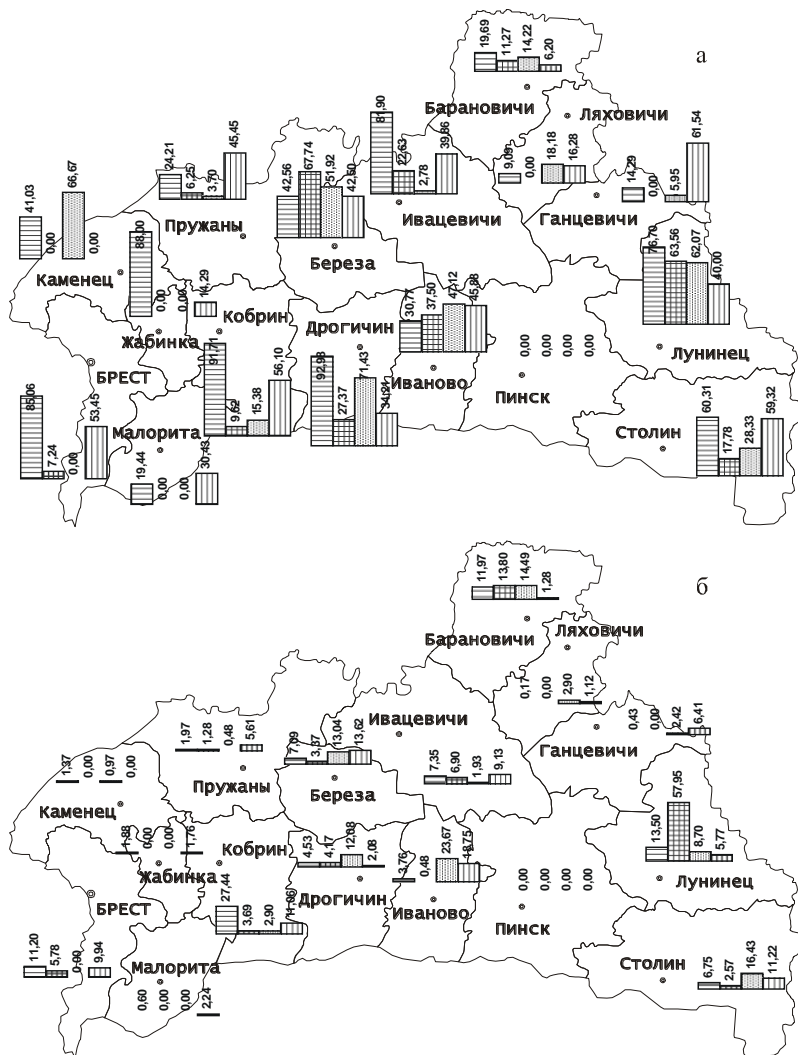 а
19,69 11,27 14,22 6,20
Барановичи
Ляховичи
9,09 0,00 18,18 16,28
81,90 22,63 2,78 39,86
Ивацевичи
14,29 0,00 5,95 61,54
Ганцевичи
24,21 6,25 3,70 45,45
Пружаны
42,56 67,74 51,92 42,50
Береза
41,03 0,00 66,67 0,00
Каменец
88,00 0,00 0,00 14,29
Жабинка
Кобрин
9,62 15,38 56,10
Дрогичин
92,98 27,37 71,43 34,21
30,77 37,50 47,12 45,88
Иваново
0,00 0,00 0,00 0,00
Пинск
76,70 63,56 62,07 40,00
Лунинец
БРЕСТ
85,06 7,24 0,00 53,45
Малорита
19,44 0,00 0,00 30,43
Столин
60,31 17,78 28,33 59,32
б
11,97 13,80 14,49 1,28
Барановичи
Ляховичи
0,17 0,00 2,90 1,12
Ивацевичи
7,35 6,90 1,93 9,13
Ганцевичи
0,43 0,00 2,42 6,41
1,97 1,28 0,48 5,61
Пружаны
7,09 3,37 13,04 13,62
Береза
1,37 0,00 0,97 0,00
Каменец
1,88 0,00 0,00 1,76
Жабинка
Кобрин
27,44 3,69 2,90 11,06
4,53 4,17 12,08 2,08
Дрогичин
3,76 0,48 23,67 18,75
Иваново
0,00 0,00 0,00 0,00
Пинск
13,50 57,95 8,70 5,77
Лунинец
БРЕСТ
11,20 5,78 0,00 9,94
Малорита
0,60 0,00 0,00 2,24
Столин
6,75 2,57 16,43 11,22